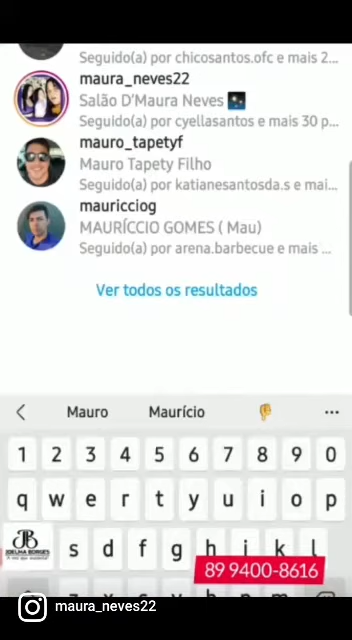 Seguido(a) por chicosantos.ofc e mais 2...
maura_neves22
Salão D'Maura Neves
Seguido(a) por cyellasantos e mais 30 p...
mauro_tapetyf
Mauro Tapety Filho
Seguido(a) por katianesantosda.s e mai...
mauricciog
MAURÍCCIO GOMES ( Mau)
Seguido(a) por arena.barbecue e mais ...
Ver todos os resultados
Mauro Maurício ...
1 2 3 4 5 6 7 8 9 0
q w e r t y u i o p
JB
JOELMA BORGES
s d f g h j k l
89 9400-8616
maura_neves22